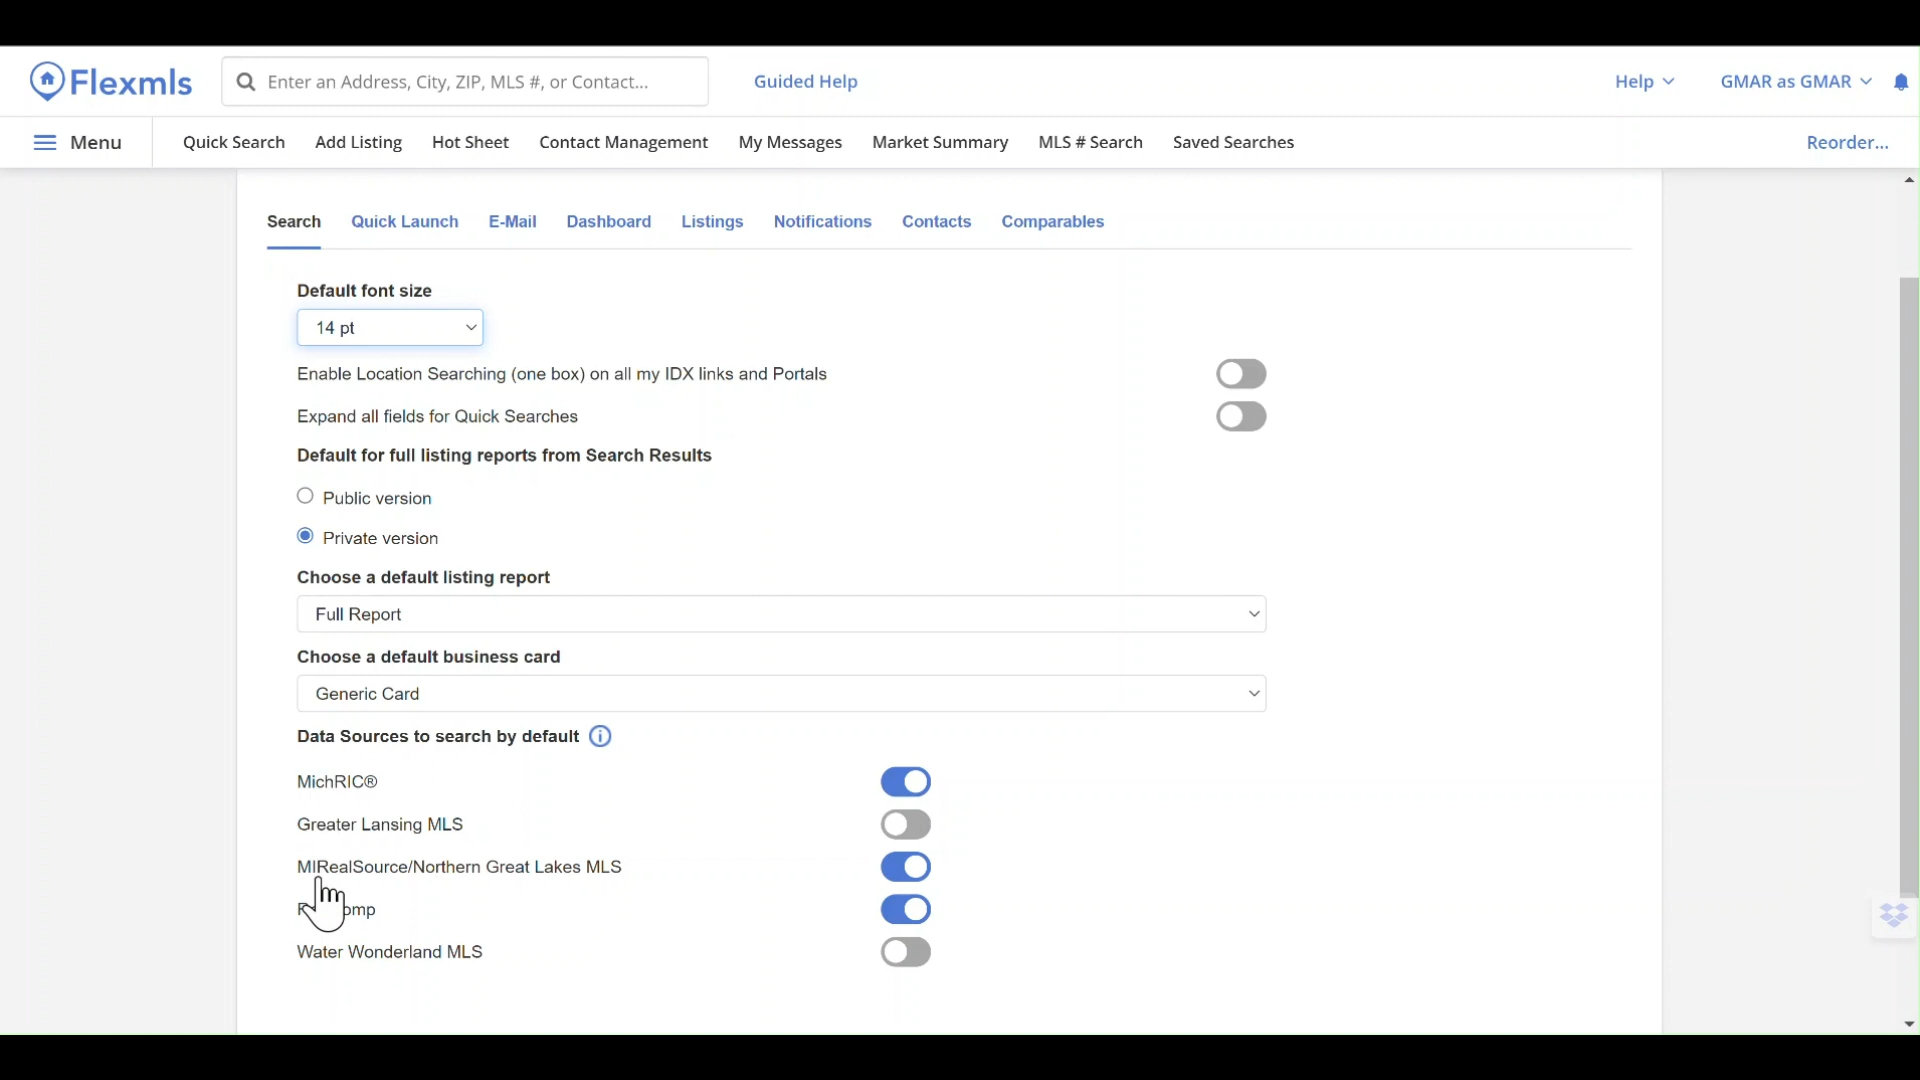 Flexmls
Enter an Address, City, ZIP, MLS #, or Contact...
Guided Help
Help
GMAR as GMAR
Menu
Quick Search
Add Listing
Hot Sheet
Contact Management
My Messages
Market Summary
MLS # Search
Saved Searches
Reorder...
Search
Quick Launch
E-Mail
Dashboard
Listings
Notifications
Contacts
Comparables
Default font size
14 pt
Enable Location Searching (one box) on all my IDX links and Portals
Expand all fields for Quick Searches
Default for full listing reports from Search Results
Public version
Private version
Choose a default listing report
Full Report
Choose a default business card
Generic Card
Data Sources to search by default
MichRIC®
Greater Lansing MLS
MIRealSource/Northern Great Lakes MLS
Water Wonderland MLS